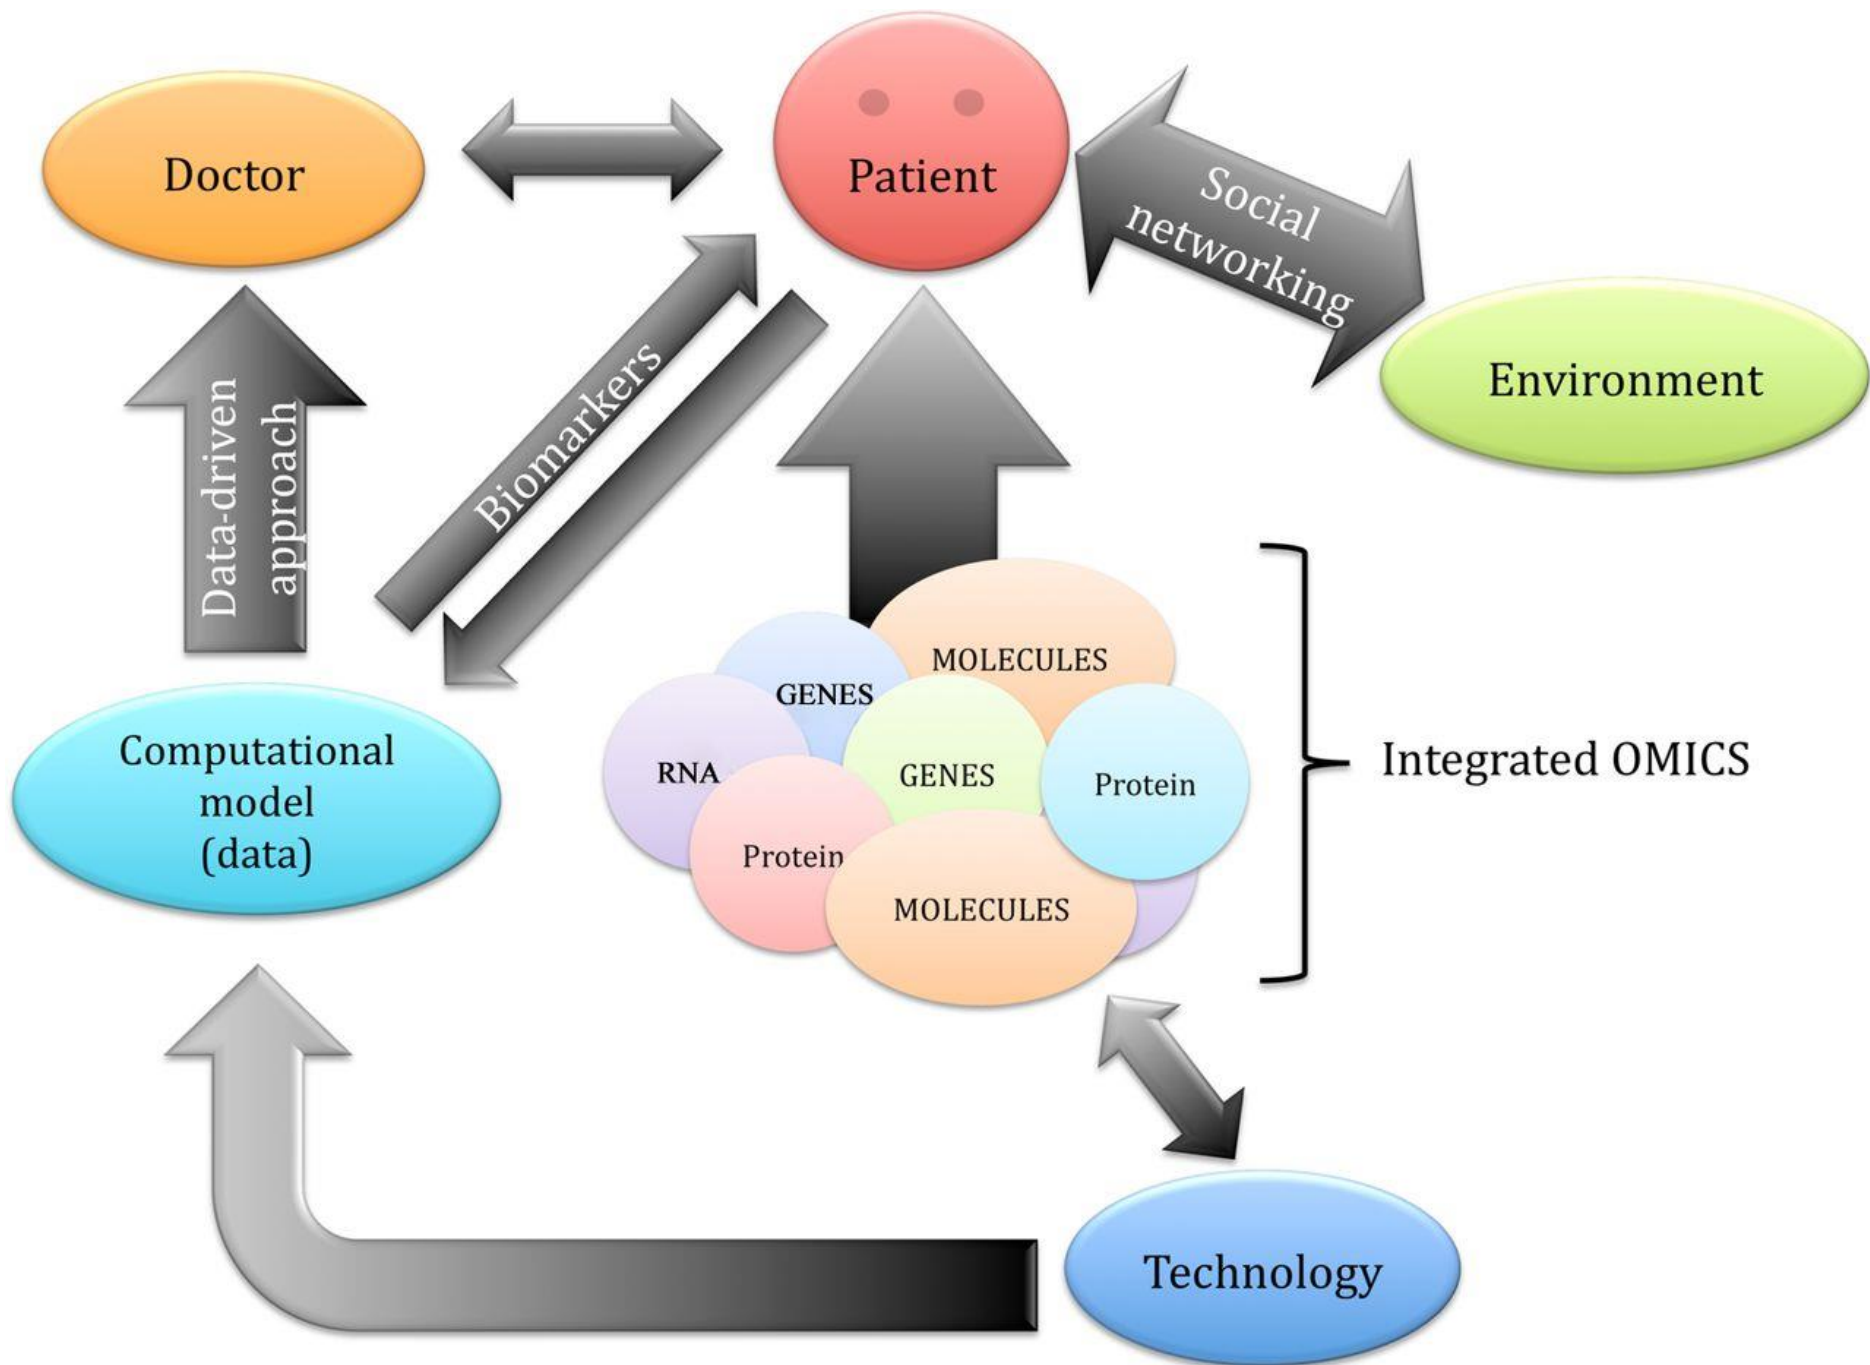 Doctor
Patient
Social
networking
Environment
Data-driven
approach
Biomarkers
Computational
model
(data)
MOLECULES
GENES
RNA
GENES
Protein
Protein
MOLECULES
Integrated OMICS
Technology